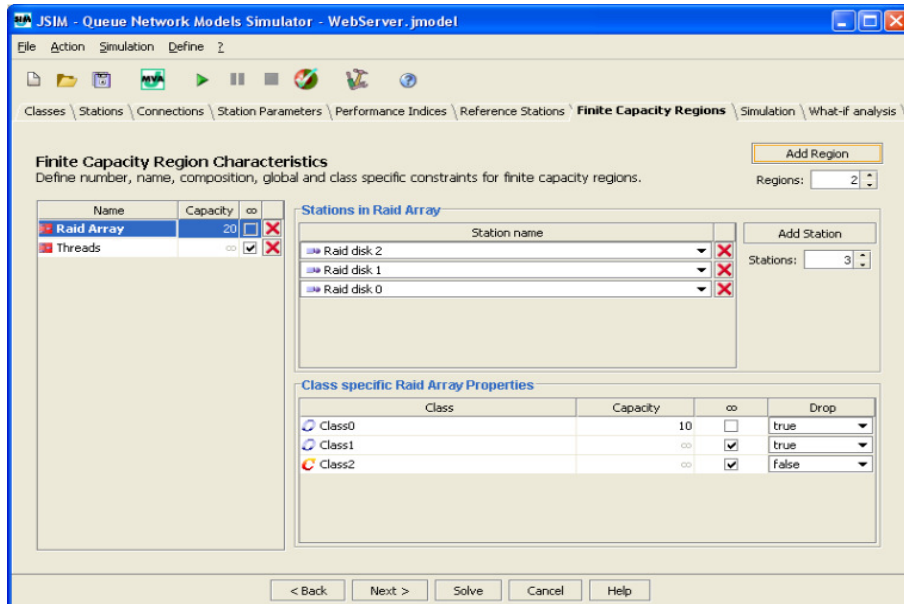 JSIM - Queue Network Models Simulator - WebServer.jmodel
File Action Simulation Define ?
MVA
Classes \ Stations \ Connections \ Station Parameters \ Performance Indices \ Reference Stations \ Finite Capacity Regions \ Simulation \ What-if analysis \
Finite Capacity Region Characteristics
Define number, name, composition, global and class specific constraints for finite capacity regions.
Add Region
Regions: 2
Name Capacity ∞
Raid Array 20
Threads ∞
Stations in Raid Array
Station name
Raid disk 2
Raid disk 1
Raid disk 0
Add Station
Stations: 3
Class specific Raid Array Properties
Class Capacity ∞ Drop
Class0 10 true
Class1 ∞ true
Class2 ∞ false
< Back Next > Solve Cancel Help